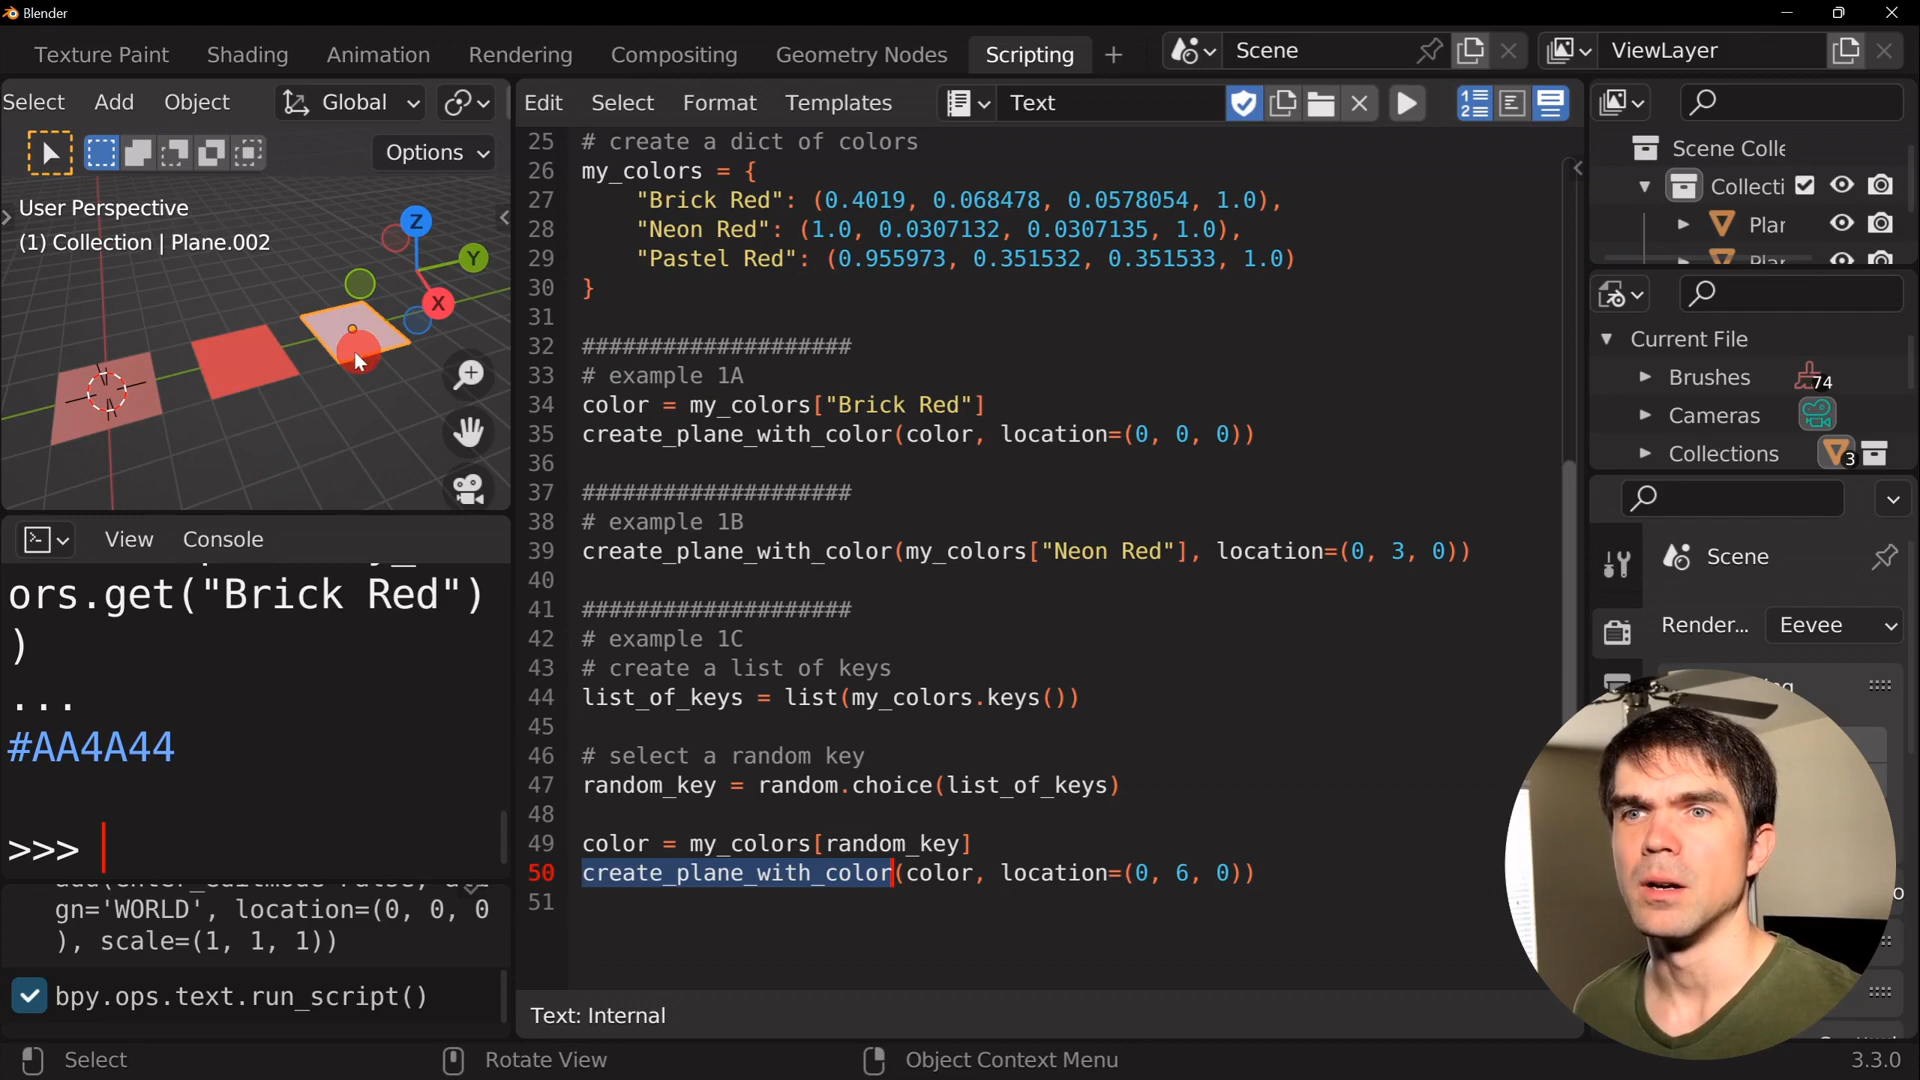 Blender
Texture Paint Shading Animation Rendering Compositing Geometry Nodes Scripting + Scene ViewLayer
Select Add Object Global
Options
User Perspective
(1) Collection | Plane.002
Z
Y
X
Edit Select Format Templates Text
25 # create a dict of colors
26 my_colors = {
27 "Brick Red": (0.4019, 0.068478, 0.0578054, 1.0),
28 "Neon Red": (1.0, 0.0307132, 0.0307135, 1.0),
29 "Pastel Red": (0.955973, 0.351532, 0.351533, 1.0)
30 }
31
32 ####################
33 # example 1A
34 color = my_colors["Brick Red"]
35 create_plane_with_color(color, location=(0, 0, 0))
36
37 ####################
38 # example 1B
39 create_plane_with_color(my_colors["Neon Red"], location=(0, 3, 0))
40
41 ####################
42 # example 1C
43 # create a list of keys
44 list_of_keys = list(my_colors.keys())
45
46 # select a random key
47 random_key = random.choice(list_of_keys)
48
49 color = my_colors[random_key]
50 create_plane_with_color(color, location=(0, 6, 0))
51
Text: Internal
View Console
ors.get("Brick Red")
)
...
#AA4A44
>>>
gn='WORLD', location=(0, 0, 0
), scale=(1, 1, 1))
bpy.ops.text.run_script()
Scene Colle
Collecti
Plar
Current File
Brushes 74
Cameras
Collections 3
Scene
Render... Eevee
Select Rotate View Object Context Menu 3.3.0